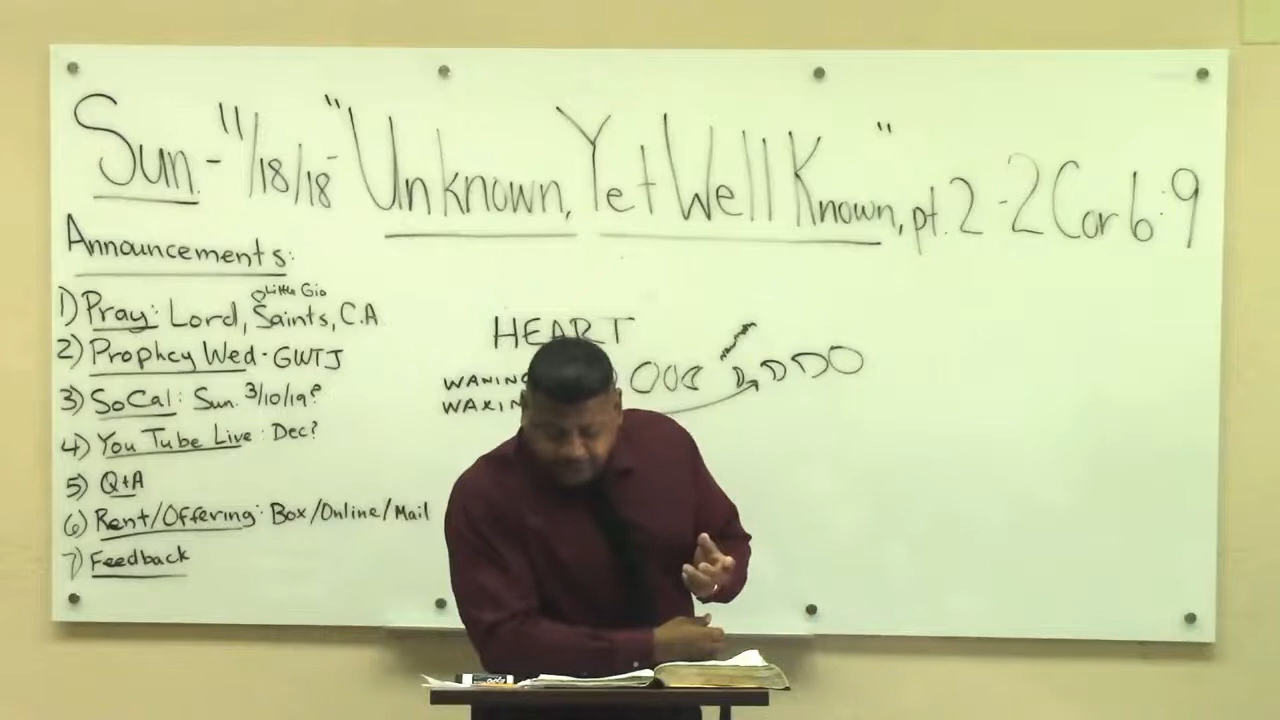 Sun. - 11/18/18 - "Unknown, Yet Well Known," pt. 2 - 2 Cor 6:9
Announcements:
Little Gio
1) Pray: Lord, Saints, C.A.
2) Prophcy Wed - GWTJ
3) SoCal: Sun. 3/10/19?
4) You Tube Live: Dec?
5) Q+A
6) Rent/Offering: Box/Online/Mail
7) Feedback
HEART
WANING
WAXIN